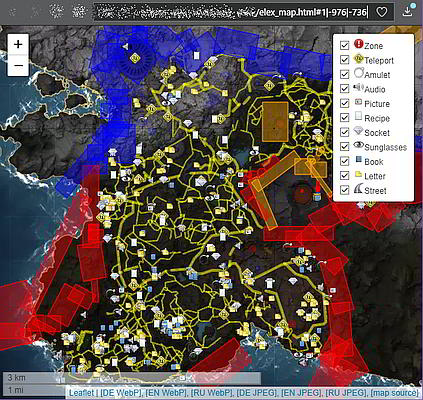 /elex_map.html#1|-976|-736
+
−
Zone
Teleport
Amulet
Audio
Picture
Recipe
Socket
Sunglasses
Book
Letter
Street
3 km
1 mi
Leaflet | [DE WebP], [EN WebP], [RU WebP], [DE JPEG], [EN JPEG], [RU JPEG], [map source]